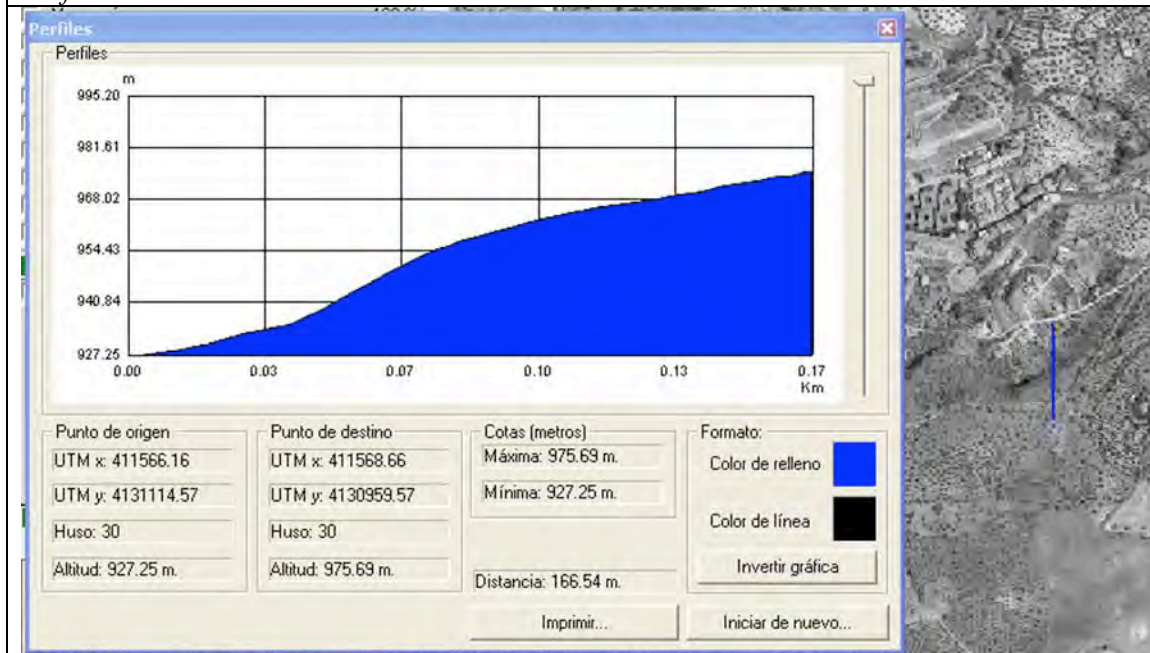 Perfiles
Perfiles
m
995.20
981.61
968.02
954.43
940.84
927.25
0.00 0.03 0.07 0.10 0.13 0.17
Km
Punto de origen
UTM x: 411566.16
UTM y: 4131114.57
Huso: 30
Altitud: 927.25 m.
Punto de destino
UTM x: 411568.66
UTM y: 4130959.57
Huso: 30
Altitud: 975.69 m.
Cotas (metros)
Máxima: 975.69 m.
Mínima: 927.25 m.
Distancia: 166.54 m.
Formato:
Color de relleno
Color de línea
Invertir gráfica
Imprimir...
Iniciar de nuevo...